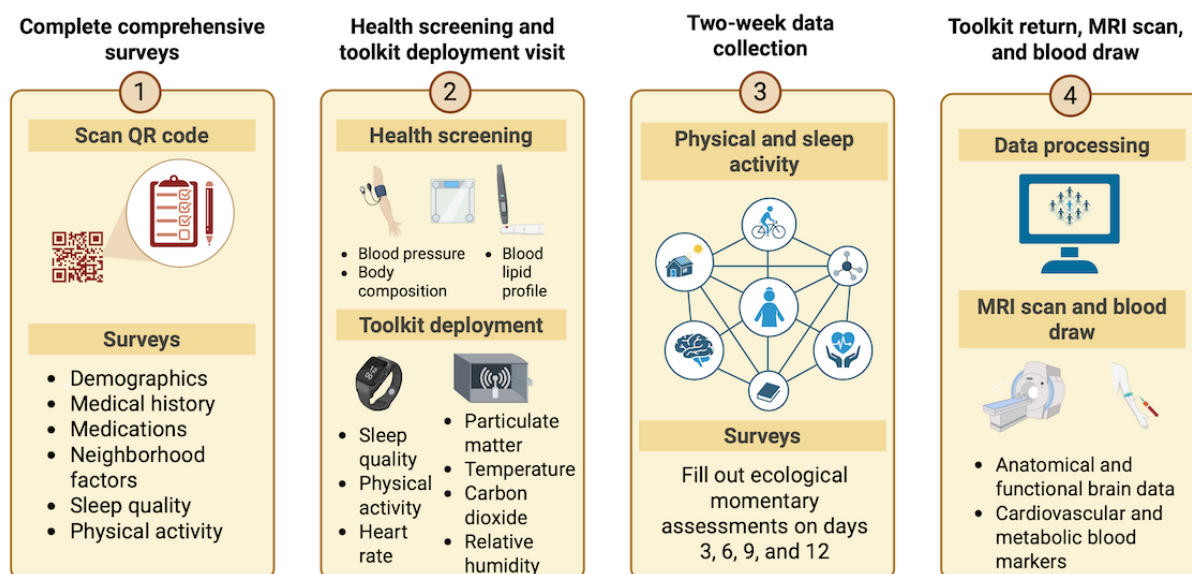 Complete comprehensive
surveys
1
Scan QR code
Surveys
• Demographics
• Medical history
• Medications
• Neighborhood
factors
• Sleep quality
• Physical activity
Health screening and
toolkit deployment visit
2
Health screening
• Blood pressure
• Body
composition
• Blood
lipid
profile
Toolkit deployment
• Sleep
quality
• Physical
activity
• Heart
rate
• Particulate
matter
• Temperature
• Carbon
dioxide
• Relative
humidity
Two-week data
collection
3
Physical and sleep
activity
Surveys
Fill out ecological
momentary
assessments on days
3, 6, 9, and 12
Toolkit return, MRI scan,
and blood draw
4
Data processing
MRI scan and blood
draw
• Anatomical and
functional brain data
• Cardiovascular and
metabolic blood
markers